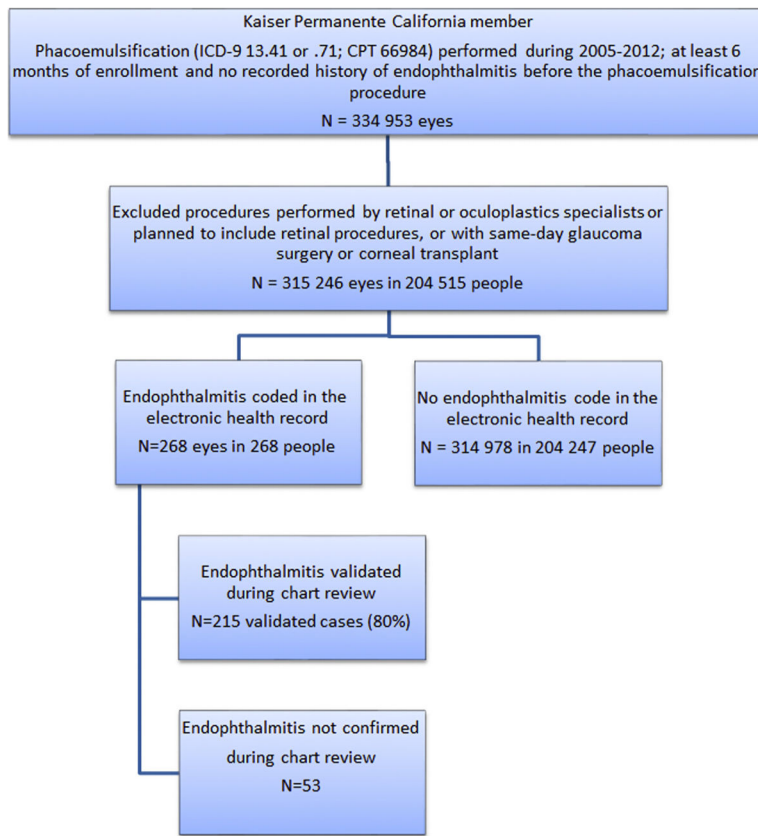 Kaiser Permanente California member
Phacoemulsification (ICD-9 13.41 or .71; CPT 66984) performed during 2005-2012; at least 6
months of enrollment and no recorded history of endophthalmitis before the phacoemulsification
procedure
N = 334 953 eyes
Excluded procedures performed by retinal or oculoplastics specialists or
planned to include retinal procedures, or with same-day glaucoma
surgery or corneal transplant
N = 315 246 eyes in 204 515 people
Endophthalmitis coded in the
electronic health record
N=268 eyes in 268 people
No endophthalmitis code in the
electronic health record
N = 314 978 in 204 247 people
Endophthalmitis validated
during chart review
N=215 validated cases (80%)
Endophthalmitis not confirmed
during chart review
N=53